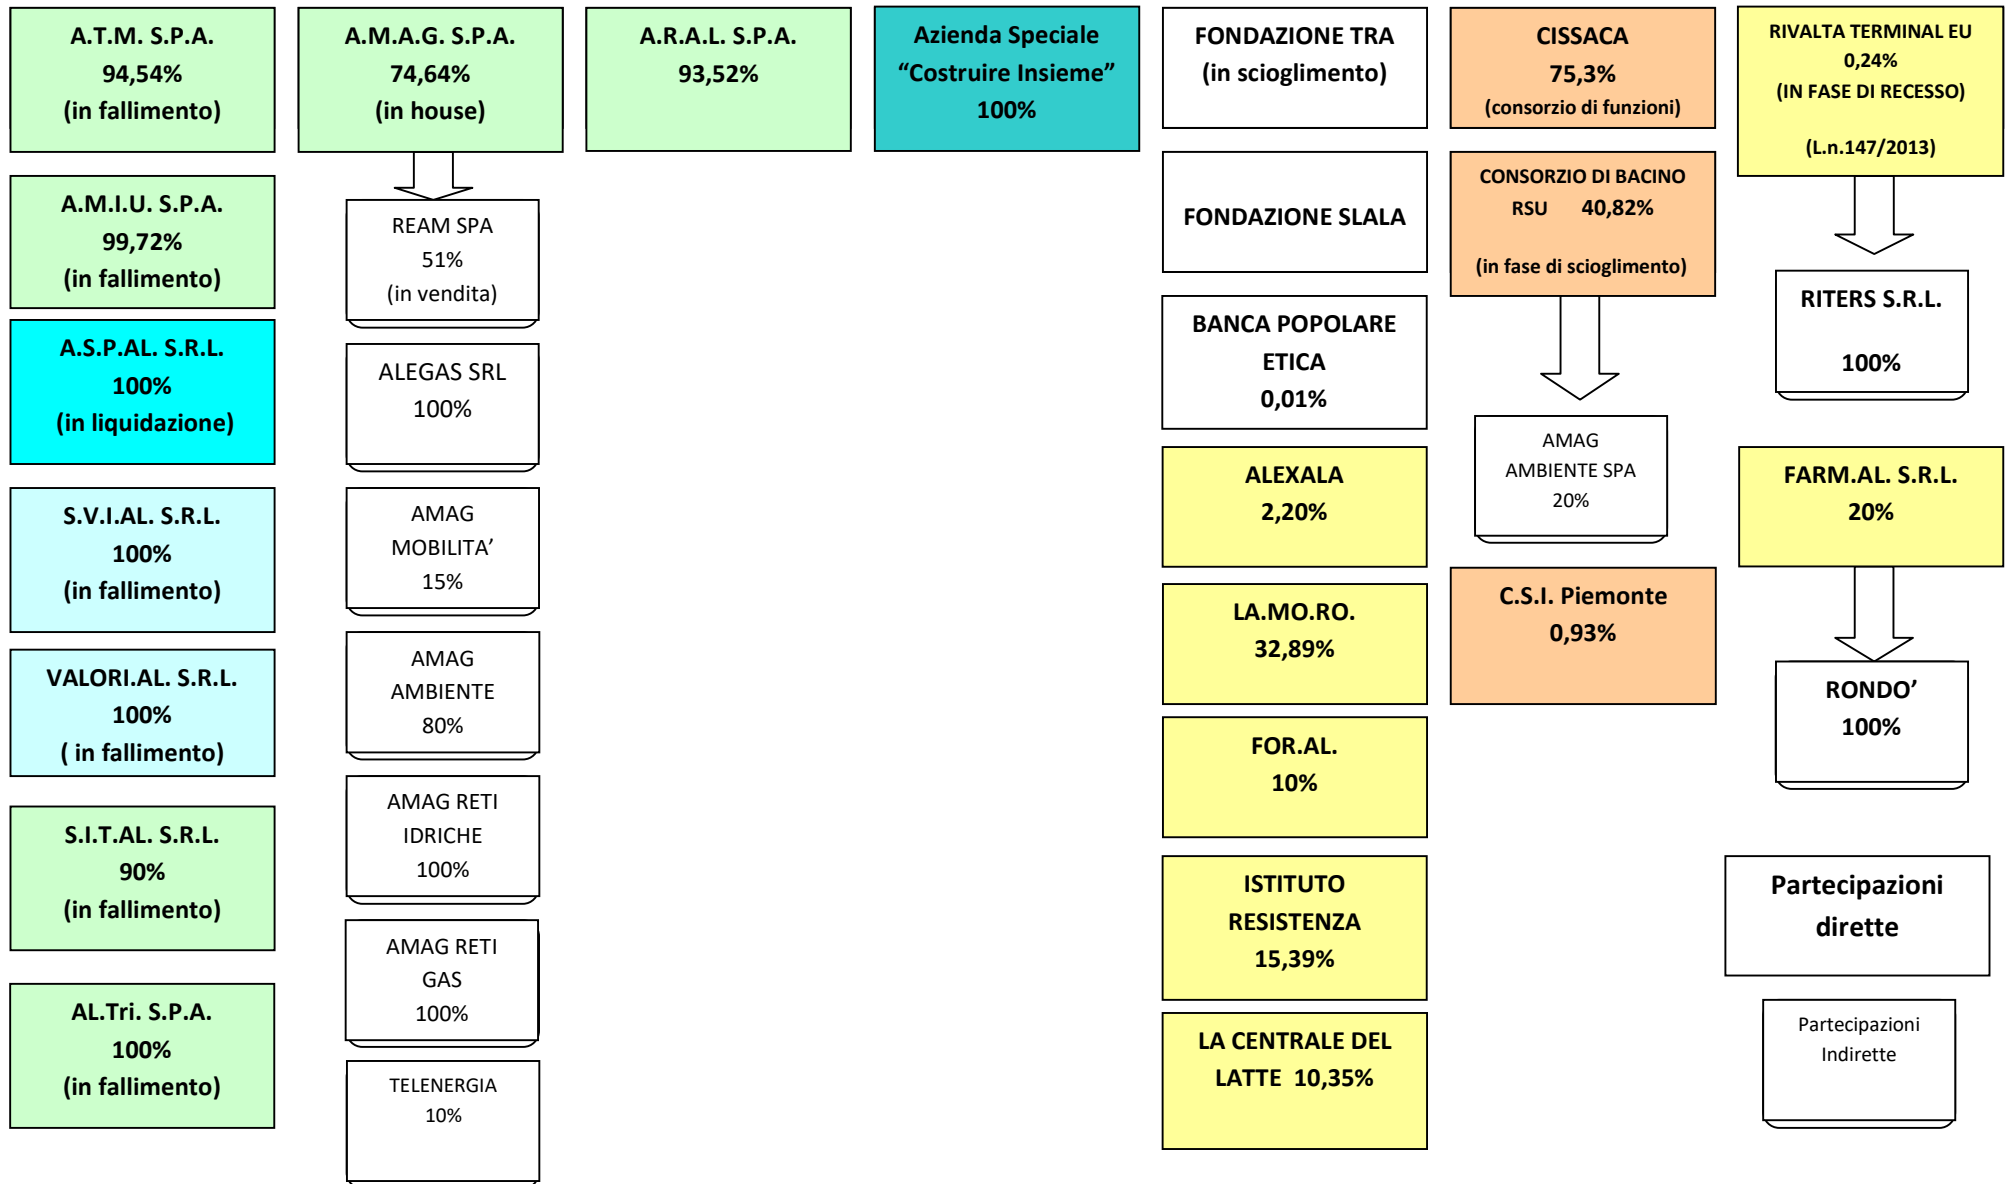 A.T.M. S.P.A.
94,54%
(in fallimento)
A.M.I.U. S.P.A.
99,72%
(in fallimento)
A.S.P.AL. S.R.L.
100%
(in liquidazione)
S.V.I.AL. S.R.L.
100%
(in fallimento)
VALORI.AL. S.R.L.
100%
( in fallimento)
S.I.T.AL. S.R.L.
90%
(in fallimento)
AL.Tri. S.P.A.
100%
(in fallimento)
A.M.A.G. S.P.A.
74,64%
(in house)
REAM SPA
51%
(in vendita)
ALEGAS SRL
100%
AMAG
MOBILITA’
15%
AMAG
AMBIENTE
80%
AMAG RETI
IDRICHE
100%
AMAG RETI
GAS
100%
TELENERGIA
10%
A.R.A.L. S.P.A.
93,52%
Azienda Speciale
“Costruire Insieme”
100%
FONDAZIONE TRA
(in scioglimento)
FONDAZIONE SLALA
BANCA POPOLARE
ETICA
0,01%
ALEXALA
2,20%
LA.MO.RO.
32,89%
FOR.AL.
10%
ISTITUTO
RESISTENZA
15,39%
LA CENTRALE DEL
LATTE 10,35%
CISSACA
75,3%
(consorzio di funzioni)
CONSORZIO DI BACINO
RSU 40,82%
(in fase di scioglimento)
AMAG
AMBIENTE SPA
20%
C.S.I. Piemonte
0,93%
RIVALTA TERMINAL EU
0,24%
(IN FASE DI RECESSO)
(L.n.147/2013)
RITERS S.R.L.
100%
FARM.AL. S.R.L.
20%
RONDO’
100%
Partecipazioni
dirette
Partecipazioni
Indirette